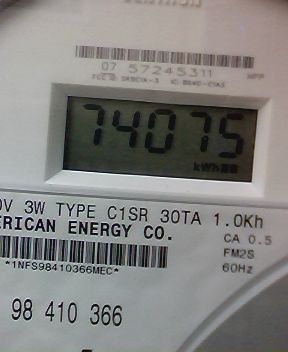 07 57245311
74075
kWh
0V 3W TYPE C1SR 30TA 1.0Kh
ERICAN ENERGY CO.
CA 0.5
FM2S
60Hz
*1NFS98410366MEC*
98 410 366